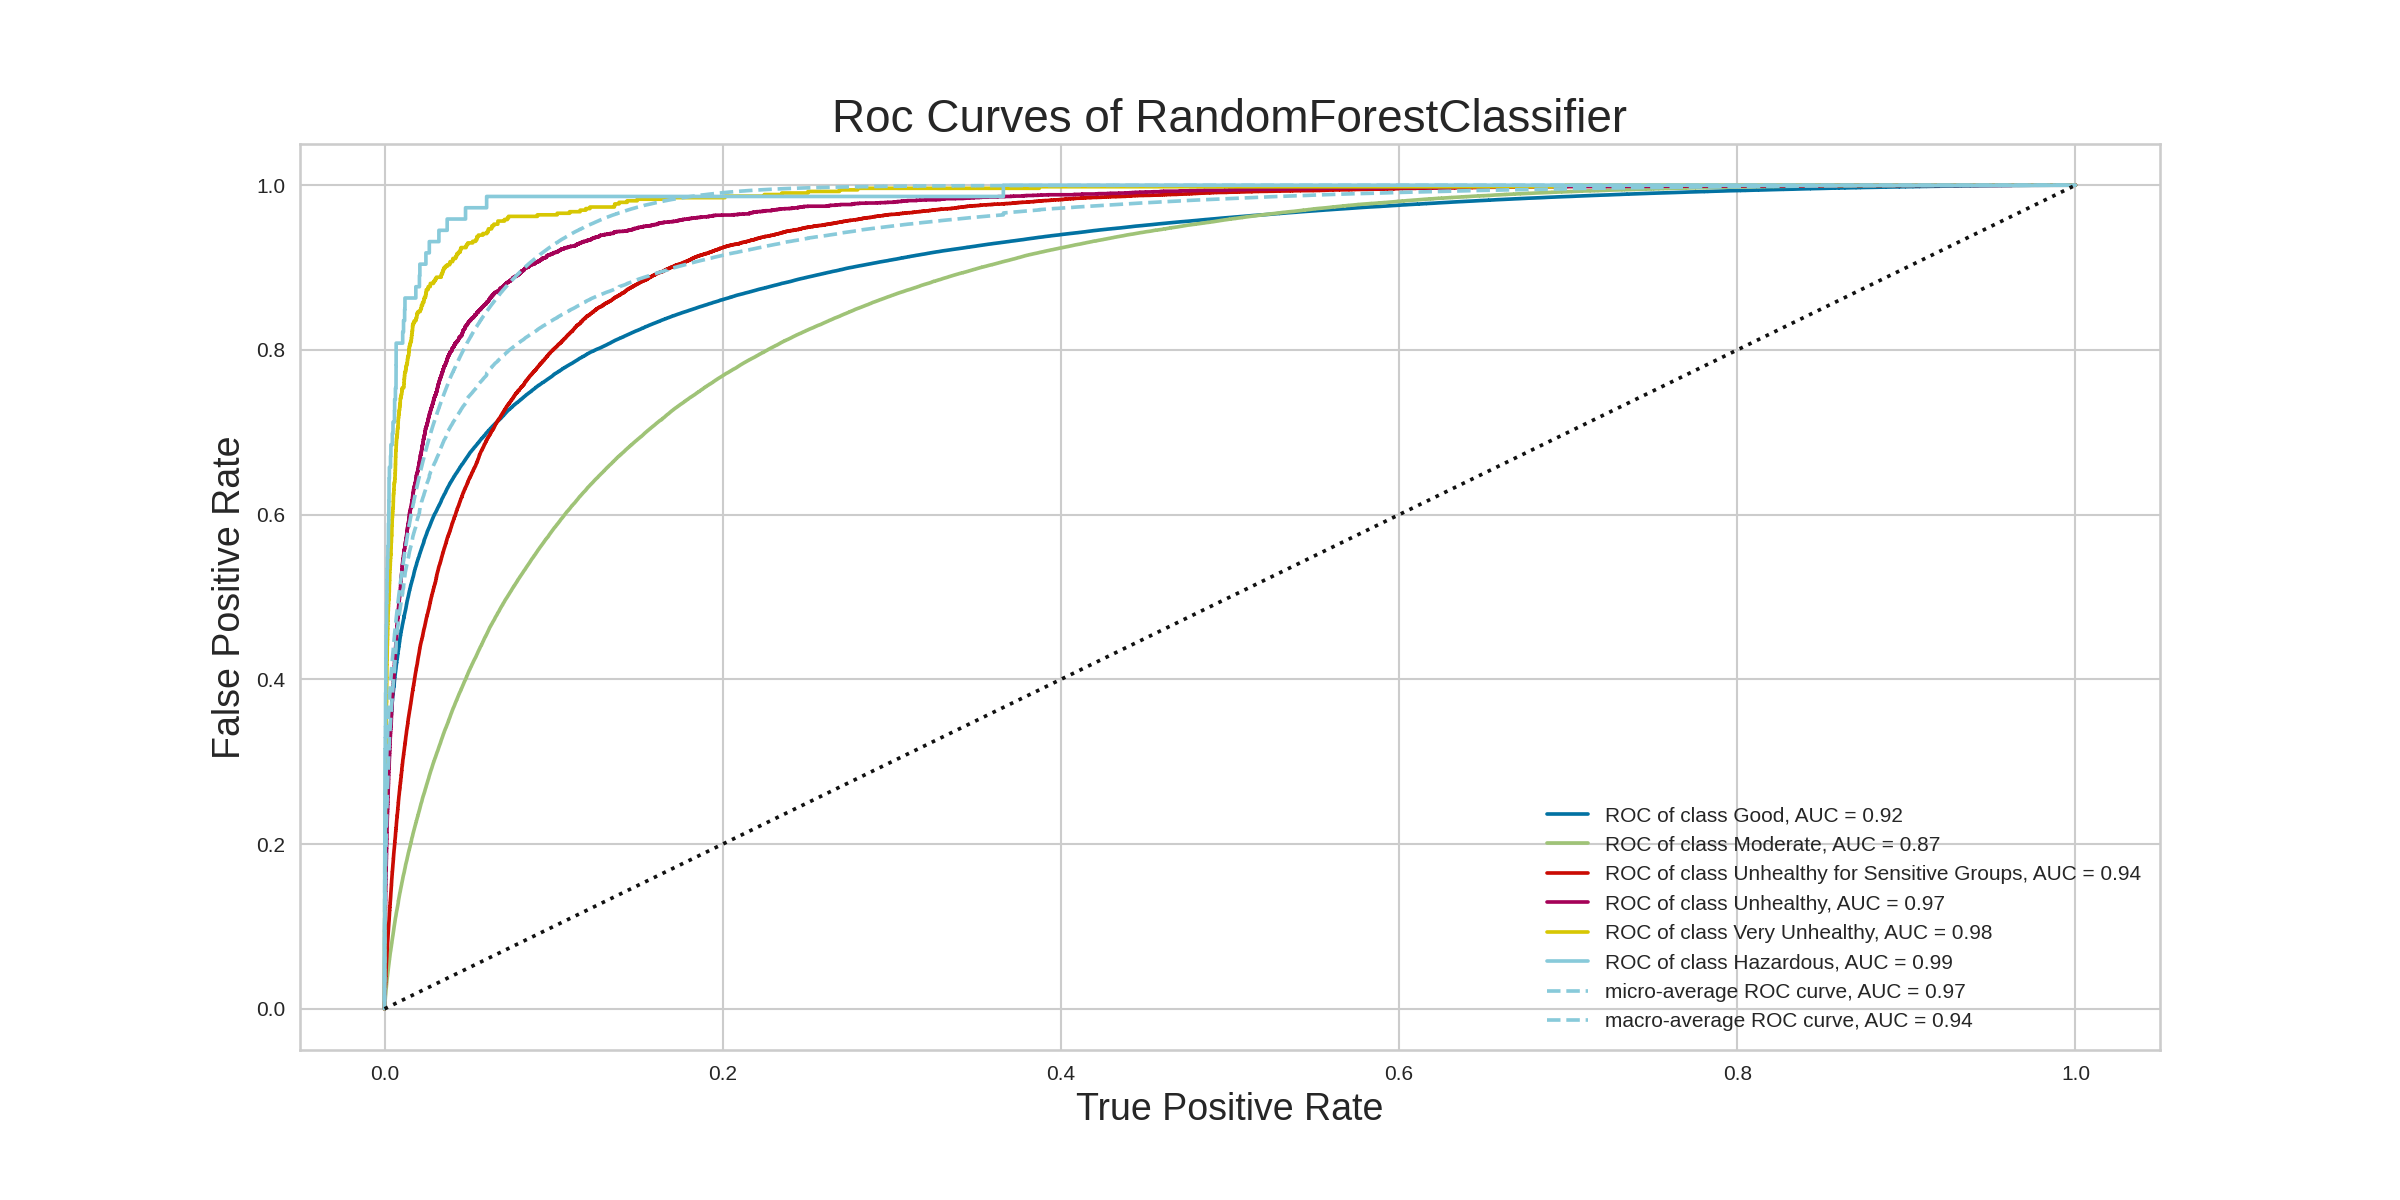 Roc Curves of RandomForestClassifier
1.0
0.8
0.6
0.4
0.2
0.0
False Positive Rate
0.0 0.2 0.4 0.6 0.8 1.0
True Positive Rate
ROC of class Good, AUC = 0.92
ROC of class Moderate, AUC = 0.87
ROC of class Unhealthy for Sensitive Groups, AUC = 0.94
ROC of class Unhealthy, AUC = 0.97
ROC of class Very Unhealthy, AUC = 0.98
ROC of class Hazardous, AUC = 0.99
micro-average ROC curve, AUC = 0.97
macro-average ROC curve, AUC = 0.94